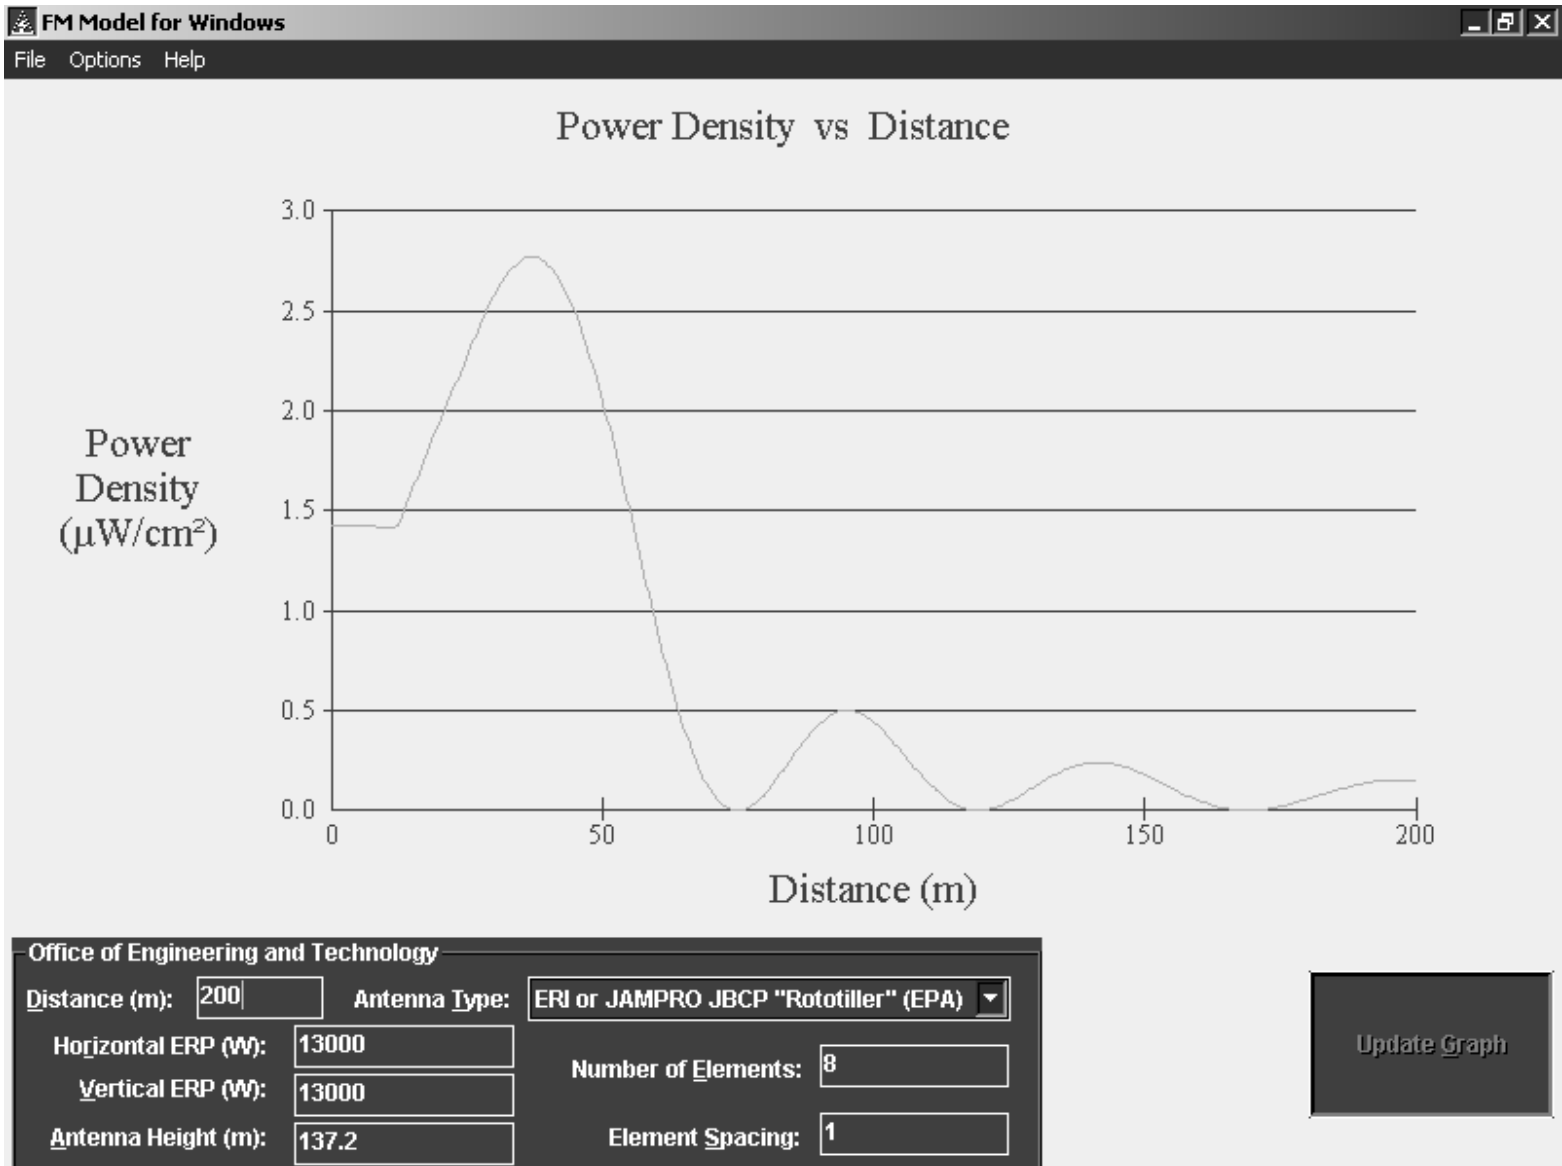 FM Model for Windows
File Options Help
Power Density vs Distance
3.0
2.5
2.0
1.5
1.0
0.5
0.0
Power
Density
(µW/cm²)
0 50 100 150 200
Distance (m)
Office of Engineering and Technology
Distance (m): 200 Antenna Type: ERI or JAMPRO JBCP "Rototiller" (EPA)
Horizontal ERP (W): 13000
Vertical ERP (W): 13000
Antenna Height (m): 137.2
Number of Elements: 8
Element Spacing: 1
Update Graph